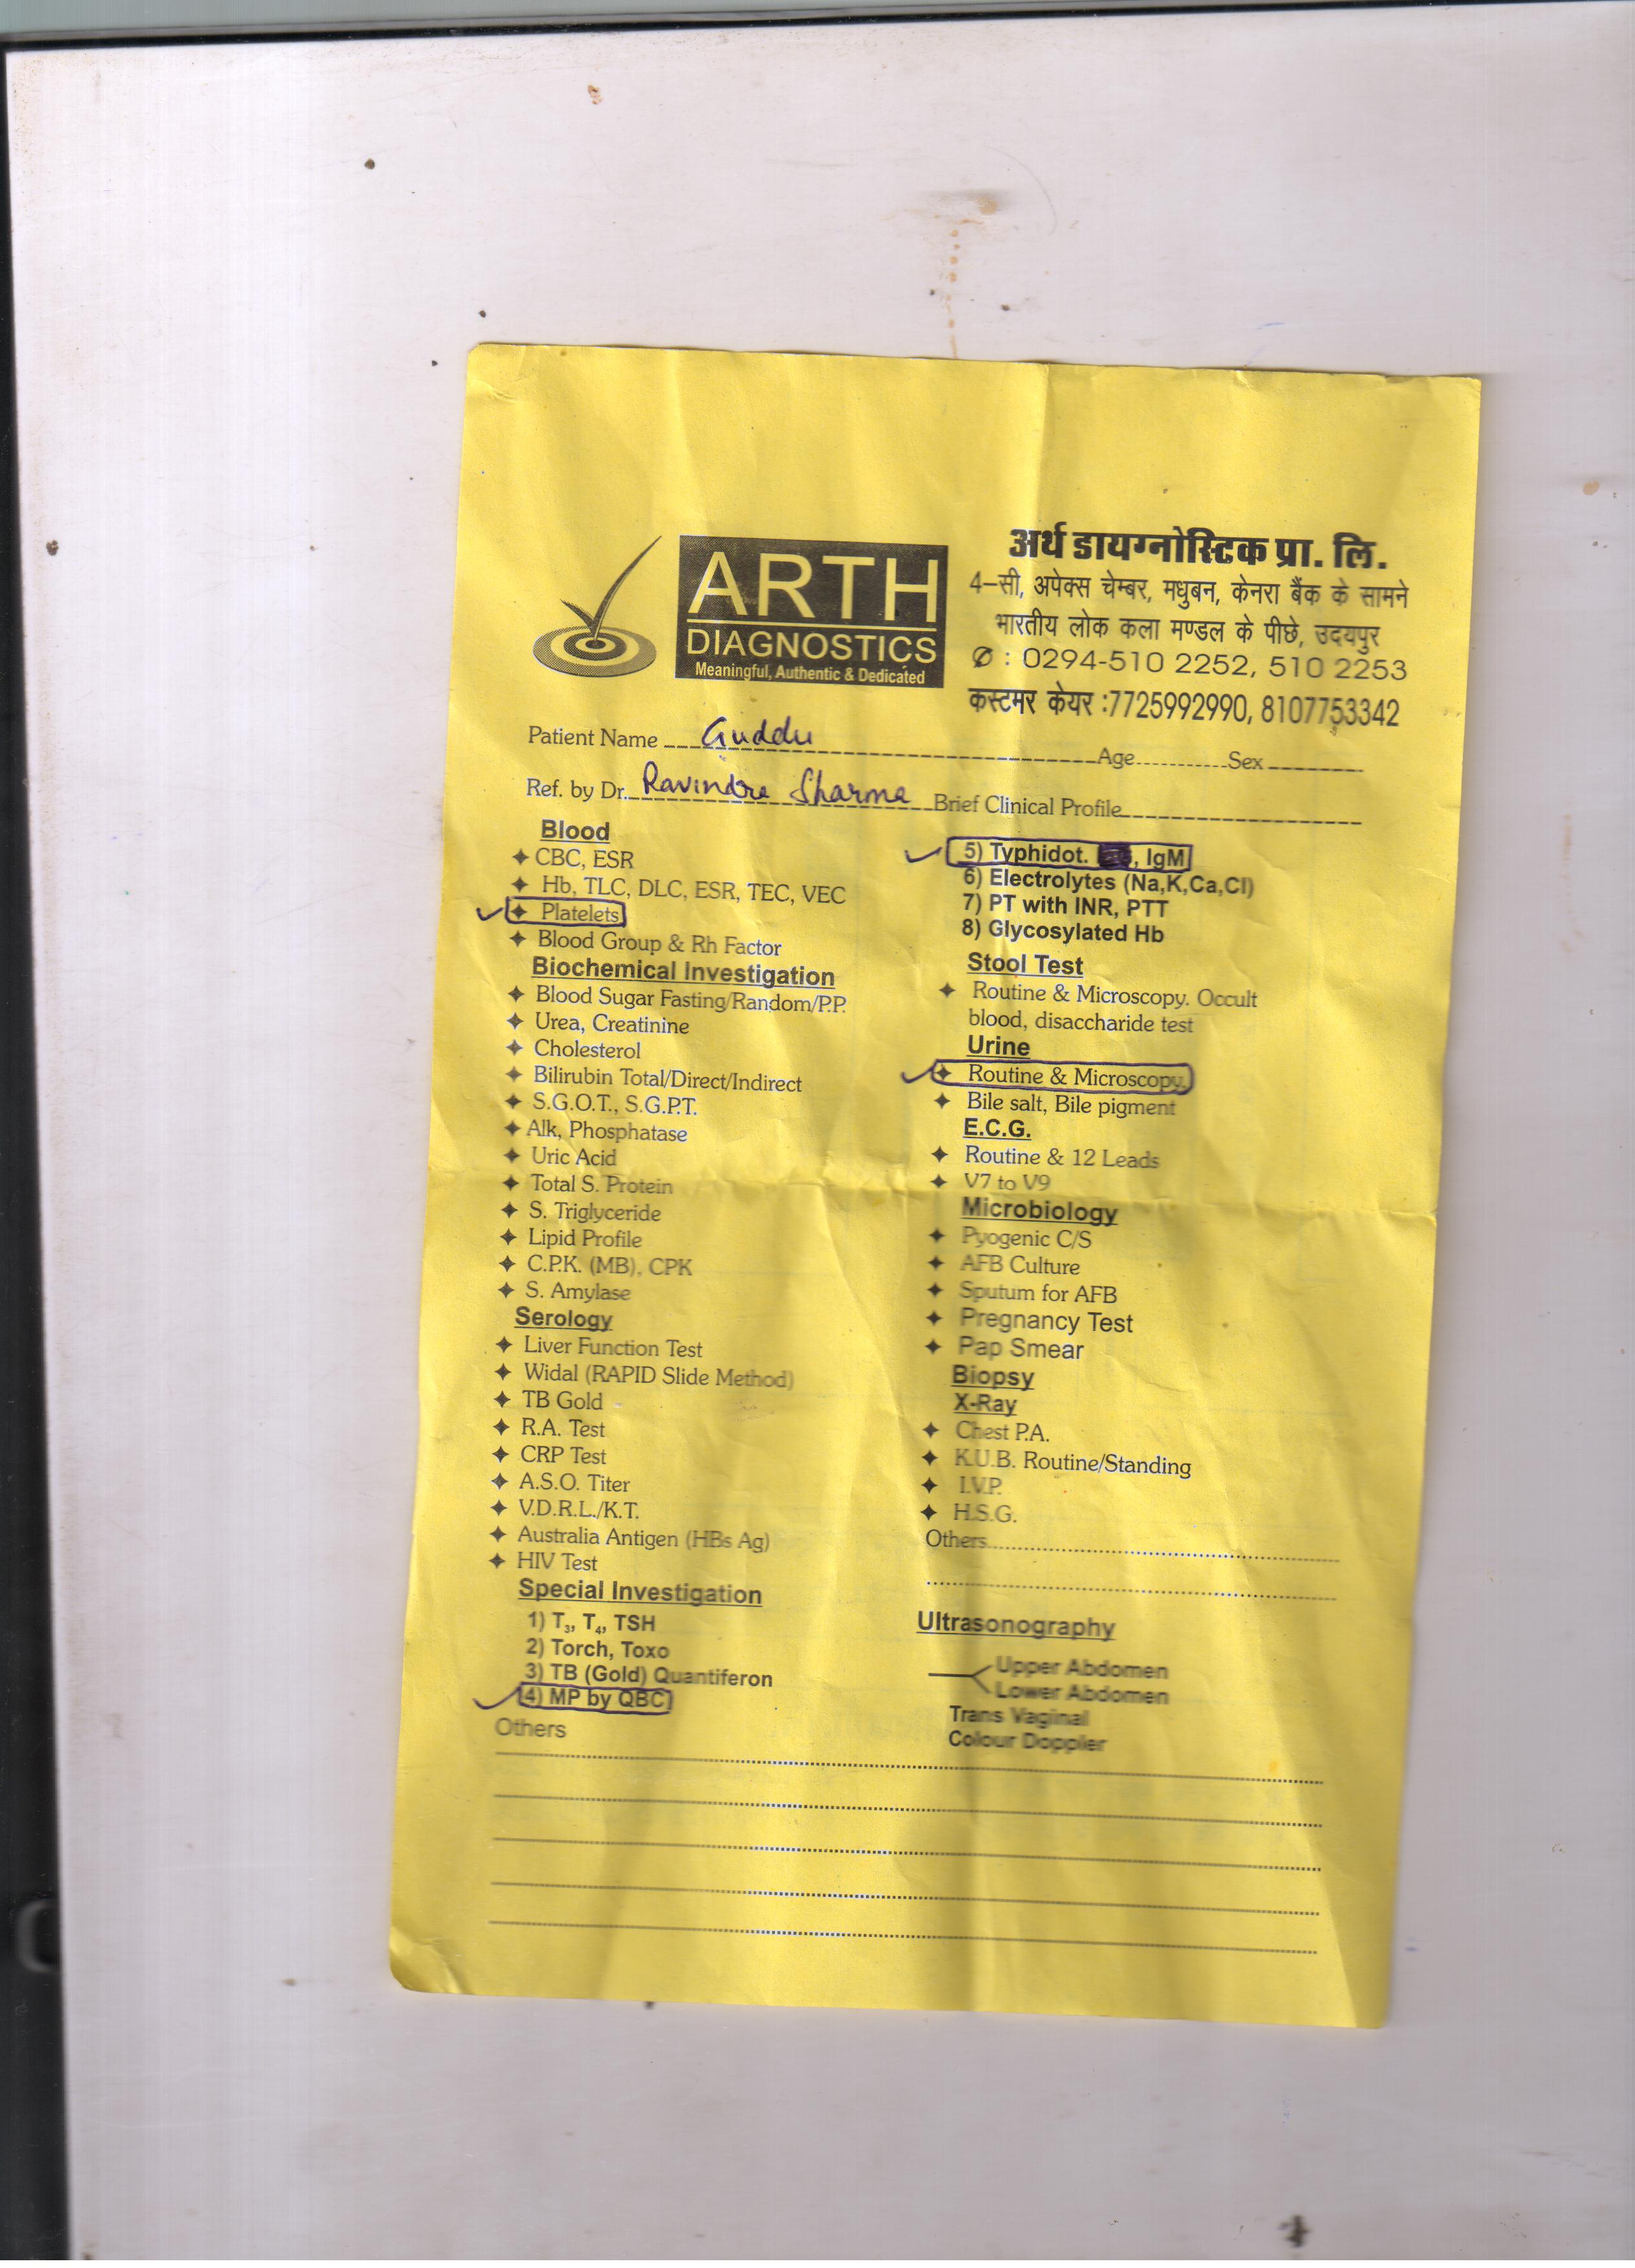 ARTH
DIAGNOSTICS
Meaningful, Authentic & Dedicated
अर्थ डायग्नोस्टिक प्रा. लि.
4-सी, अपेक्स चेम्बर, मधुबन, केनरा बैंक के सामने
भारतीय लोक कला मण्डल के पीछे, उदयपुर
✆ : 0294-510 2252, 510 2253
कस्टमर केयर :7725992990, 8107753342
Patient Name Guddu Age Sex
Ref. by Dr. Ravindra Sharma Brief Clinical Profile
Blood
✦ CBC, ESR
✦ Hb, TLC, DLC, ESR, TEC, VEC
✓ ✦ Platelets
✦ Blood Group & Rh Factor
Biochemical Investigation
✦ Blood Sugar Fasting/Random/P.P.
✦ Urea, Creatinine
✦ Cholesterol
✦ Bilirubin Total/Direct/Indirect
✦ S.G.O.T., S.G.P.T.
✦ Alk, Phosphatase
✦ Uric Acid
✦ Total S. Protein
✦ S. Triglyceride
✦ Lipid Profile
✦ C.P.K. (MB), CPK
✦ S. Amylase
Serology
✦ Liver Function Test
✦ Widal (RAPID Slide Method)
✦ TB Gold
✦ R.A. Test
✦ CRP Test
✦ A.S.O. Titer
✦ V.D.R.L./K.T.
✦ Australia Antigen (HBs Ag)
✦ HIV Test
Special Investigation
1) T3, T4, TSH
2) Torch, Toxo
3) TB (Gold) Quantiferon
✓ 4) MP by QBC
Others
✓ 5) Typhidot. , IgM
6) Electrolytes (Na,K,Ca,Cl)
7) PT with INR, PTT
8) Glycosylated Hb
Stool Test
✦ Routine & Microscopy. Occult
blood, disaccharide test
Urine
✓ ✦ Routine & Microscopy.
✦ Bile salt, Bile pigment
E.C.G.
✦ Routine & 12 Leads
✦ V7 to V9
Microbiology
✦ Pyogenic C/S
✦ AFB Culture
✦ Sputum for AFB
✦ Pregnancy Test
✦ Pap Smear
Biopsy
X-Ray
✦ Chest P.A.
✦ K.U.B. Routine/Standing
✦ I.V.P.
✦ H.S.G.
Others
Ultrasonography
Upper Abdomen
Lower Abdomen
Trans Vaginal
Colour Doppler